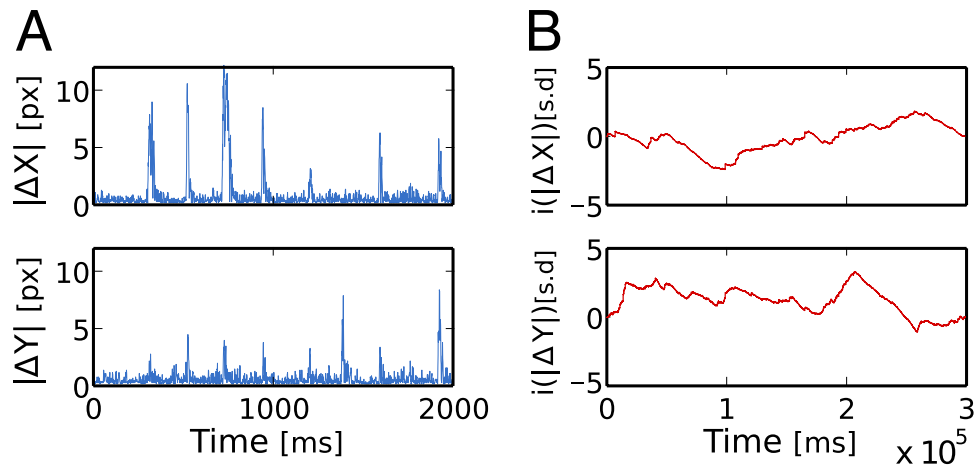 A
|ΔX| [px]
10
5
0
|ΔY| [px]
10
5
0
0 1000 2000
Time [ms]
B
i(|ΔX|)[s.d]
5
0
−5
i(|ΔY|)[s.d]
5
0
−5
0 1 2 3
Time [ms]
x 10^5